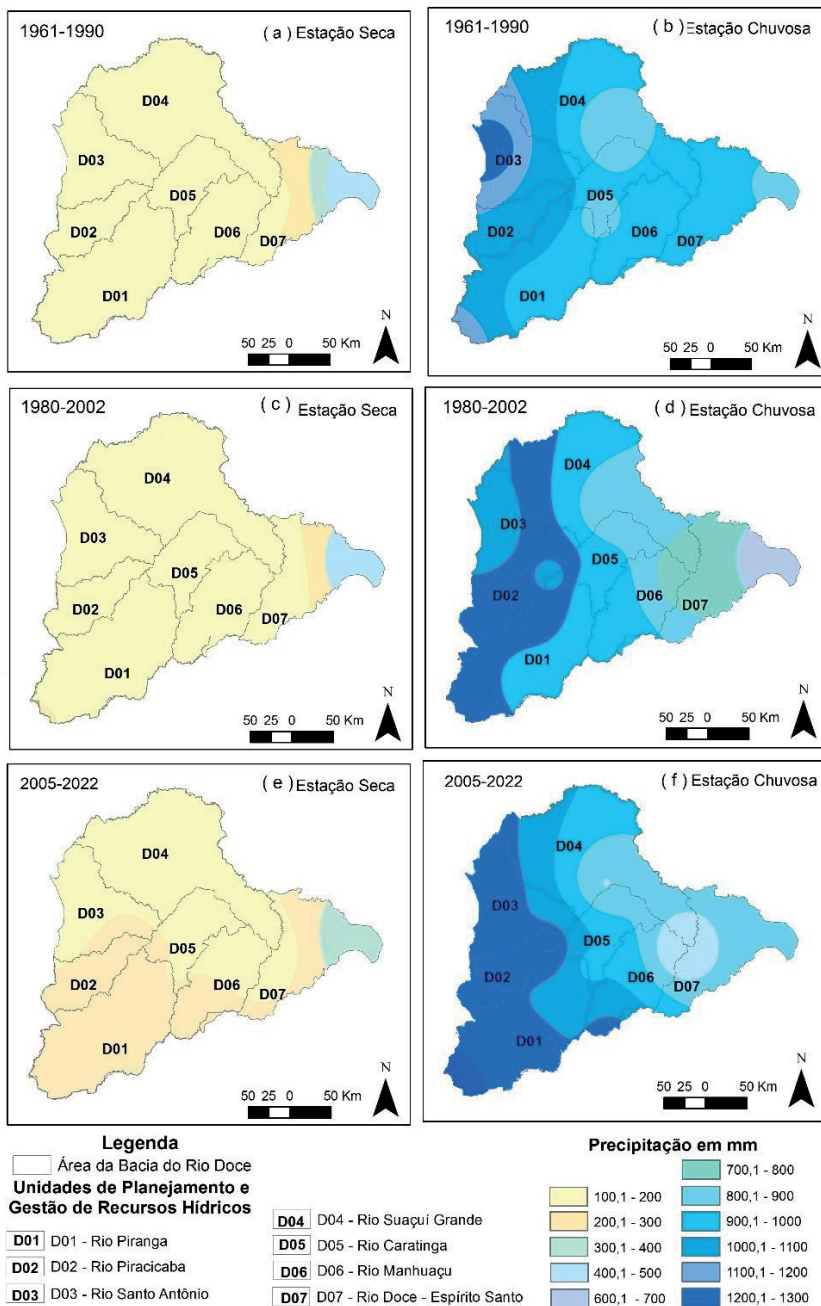 1961-1990
( a ) Estação Seca
D04
D03
D05
D02
D06
D07
D01
N
50 25 0 50 Km
1961-1990
( b ) Estação Chuvosa
D04
D03
D05
D02
D06
D07
D01
N
50 25 0 50 Km
1980-2002
( c ) Estação Seca
D04
D03
D05
D02
D06
D07
D01
N
50 25 0 50 Km
1980-2002
( d ) Estação Chuvosa
D04
D03
D05
D02
D06
D07
D01
N
50 25 0 50 Km
2005-2022
( e ) Estação Seca
D04
D03
D05
D02
D06
D07
D01
N
50 25 0 50 Km
2005-2022
( f ) Estação Chuvosa
D04
D03
D05
D02
D06
D07
D01
N
50 25 0 50 Km
Legenda
Área da Bacia do Rio Doce
Unidades de Planejamento e
Gestão de Recursos Hídricos
D01 D01 - Rio Piranga
D02 D02 - Rio Piracicaba
D03 D03 - Rio Santo Antônio
D04 D04 - Rio Suaçuí Grande
D05 D05 - Rio Caratinga
D06 D06 - Rio Manhuaçu
D07 D07 - Rio Doce - Espírito Santo
Precipitação em mm
100,1 - 200
200,1 - 300
300,1 - 400
400,1 - 500
600,1 - 700
700,1 - 800
800,1 - 900
900,1 - 1000
1000,1 - 1100
1100,1 - 1200
1200,1 - 1300